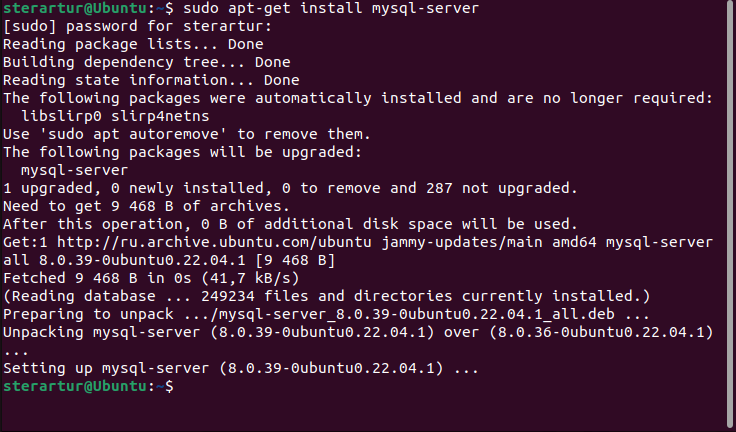 sterartur@Ubuntu:~$ sudo apt-get install mysql-server
[sudo] password for sterartur:
Reading package lists... Done
Building dependency tree... Done
Reading state information... Done
The following packages were automatically installed and are no longer required:
  libslirp0 slirp4netns
Use 'sudo apt autoremove' to remove them.
The following packages will be upgraded:
  mysql-server
1 upgraded, 0 newly installed, 0 to remove and 287 not upgraded.
Need to get 9 468 B of archives.
After this operation, 0 B of additional disk space will be used.
Get:1 http://ru.archive.ubuntu.com/ubuntu jammy-updates/main amd64 mysql-server
all 8.0.39-0ubuntu0.22.04.1 [9 468 B]
Fetched 9 468 B in 0s (41,7 kB/s)
(Reading database ... 249234 files and directories currently installed.)
Preparing to unpack .../mysql-server_8.0.39-0ubuntu0.22.04.1_all.deb ...
Unpacking mysql-server (8.0.39-0ubuntu0.22.04.1) over (8.0.36-0ubuntu0.22.04.1)
...
Setting up mysql-server (8.0.39-0ubuntu0.22.04.1) ...
sterartur@Ubuntu:~$